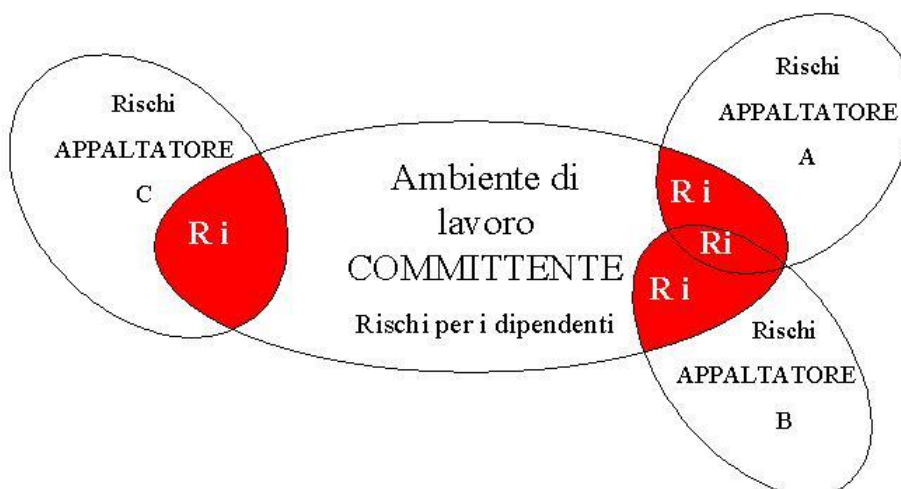 Rischi
APPALTATORE
C
R i
Ambiente di
lavoro
COMMITTENTE
Rischi per i dipendenti
Rischi
APPALTATORE
A
R i
Ri
R i
Rischi
APPALTATORE
B